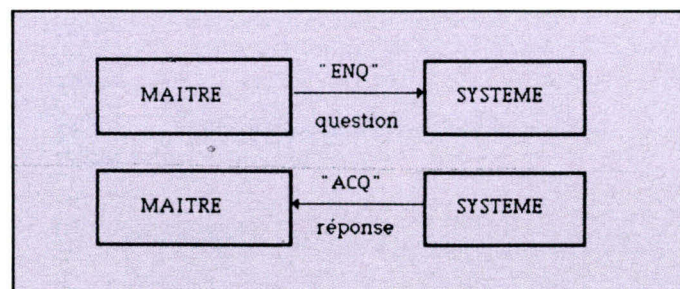 "ENQ"
MAITRE SYSTEME
question
"ACQ"
MAITRE SYSTEME
réponse